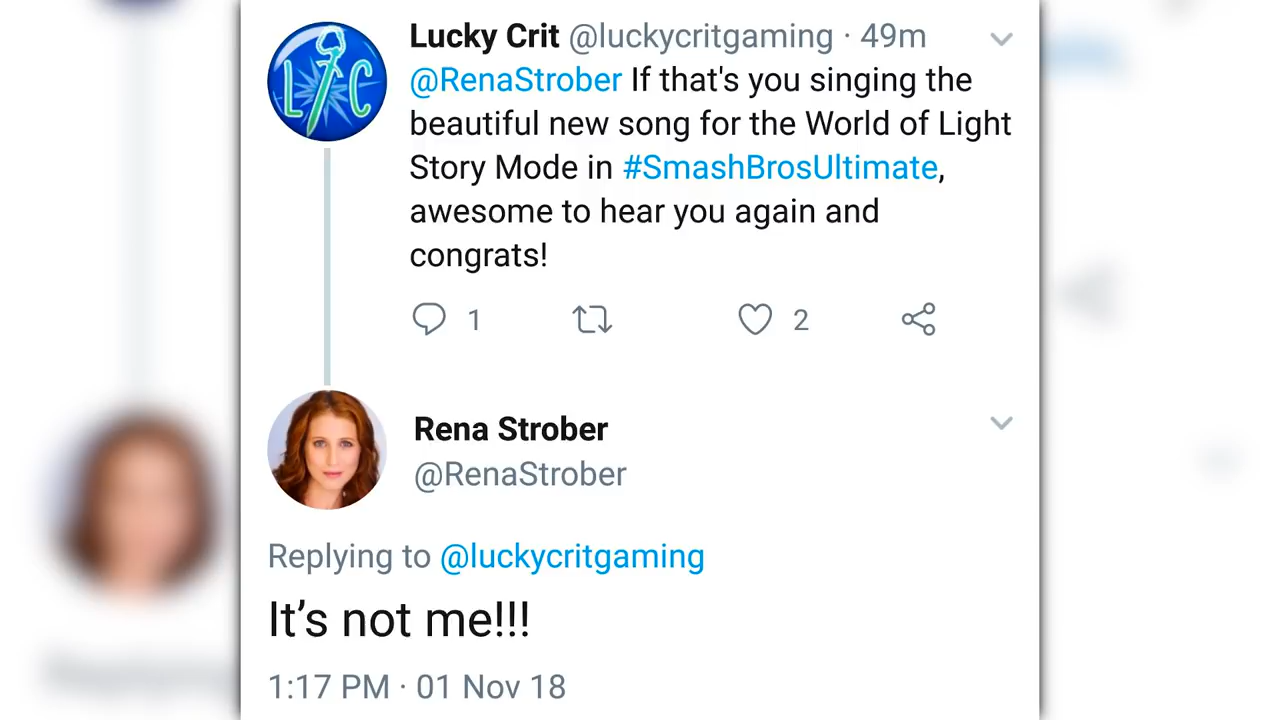 Lucky Crit @luckycritgaming · 49m
@RenaStrober If that's you singing the
beautiful new song for the World of Light
Story Mode in #SmashBrosUltimate,
awesome to hear you again and
congrats!
1 2
L C
Rena Strober
@RenaStrober
Replying to @luckycritgaming
It’s not me!!!
1:17 PM · 01 Nov 18